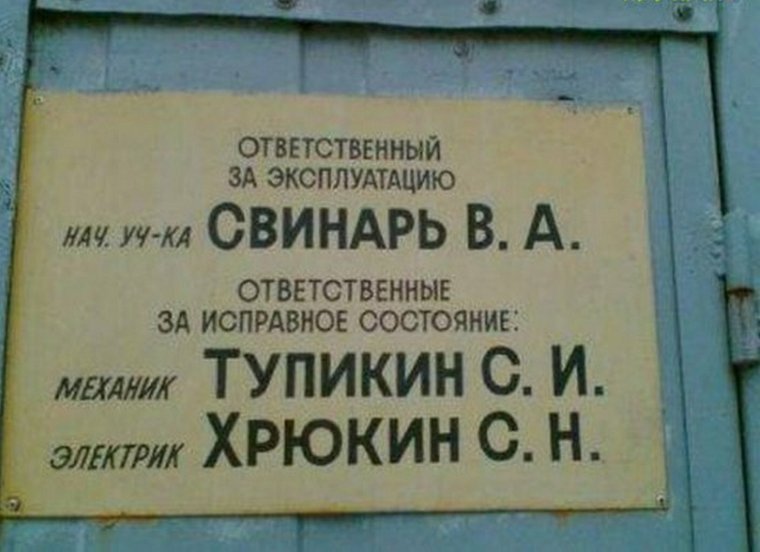 ОТВЕТСТВЕННЫЙ
ЗА ЭКСПЛУАТАЦИЮ
НАЧ. УЧ-КА СВИНАРЬ В. А.
ОТВЕТСТВЕННЫЕ
ЗА ИСПРАВНОЕ СОСТОЯНИЕ:
МЕХАНИК ТУПИКИН С. И.
ЭЛЕКТРИК ХРЮКИН С. Н.